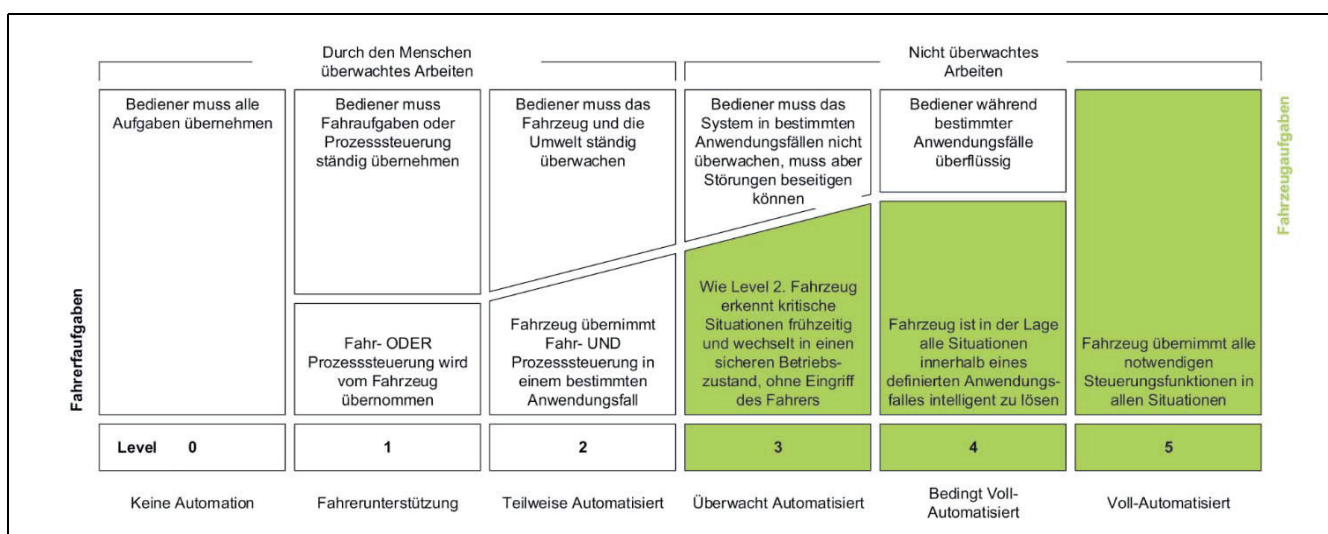 Durch den Menschen
überwachtes Arbeiten
Nicht überwachtes
Arbeiten
Bediener muss alle
Aufgaben übernehmen
Bediener muss
Fahraufgaben oder
Prozesssteuerung
ständig übernehmen
Bediener muss das
Fahrzeug und die
Umwelt ständig
überwachen
Bediener muss das
System in bestimmten
Anwendungsfällen nicht
überwachen, muss aber
Störungen beseitigen
können
Bediener während
bestimmter
Anwendungsfälle
überflüssig
Fahrzeugaufgaben
Fahrerfaufgaben
Fahr- ODER
Prozesssteuerung wird
vom Fahrzeug
übernommen
Fahrzeug übernimmt
Fahr- UND
Prozesssteuerung in
einem bestimmten
Anwendungsfall
Wie Level 2. Fahrzeug
erkennt kritische
Situationen frühzeitig
und wechselt in einen
sicheren Betriebs-
zustand, ohne Eingriff
des Fahrers
Fahrzeug ist in der Lage
alle Situationen
innerhalb eines
definierten Anwendungs-
falles intelligent zu lösen
Fahrzeug übernimmt alle
notwendigen
Steuerungsfunktionen in
allen Situationen
Level 0
1
2
3
4
5
Keine Automation
Fahrerunterstützung
Teilweise Automatisiert
Überwacht Automatisiert
Bedingt Voll-
Automatisiert
Voll-Automatisiert